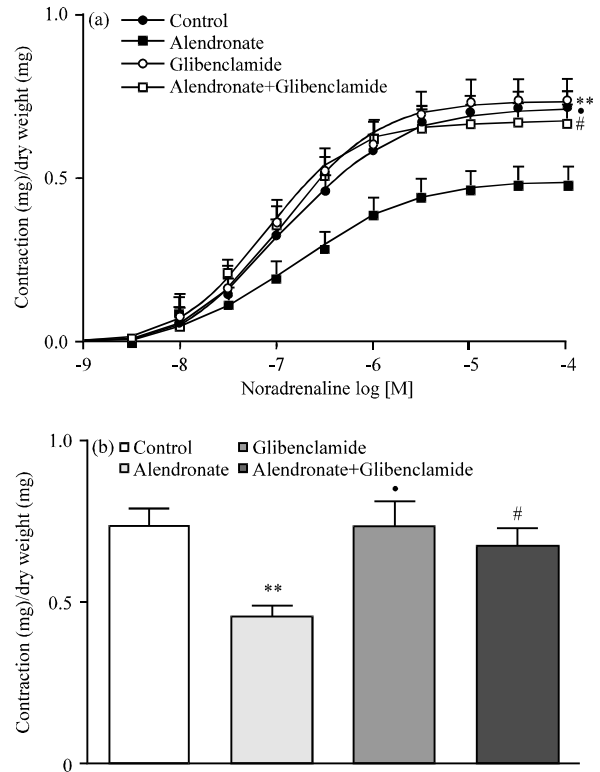 1.0
(a)
Control
Alendronate
Glibenclamide
Alendronate+Glibenclamide
Contraction (mg)/dry weight (mg)
**
•
#
0.5
0.0
-9 -8 -7 -6 -5 -4
Noradrenaline log [M]
1.0
(b) Control Glibenclamide
Alendronate Alendronate+Glibenclamide
Contraction (mg)/dry weight (mg)
•
#
**
0.5
0